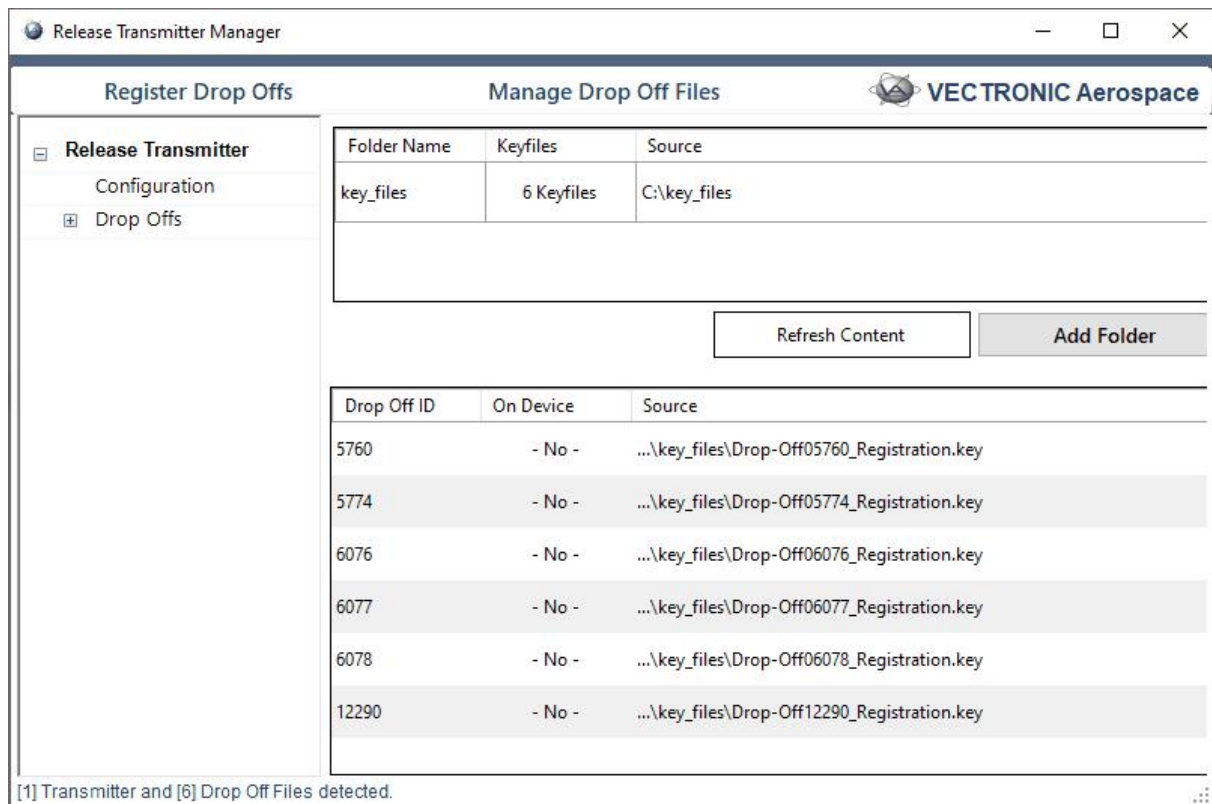 Release Transmitter Manager
Register Drop Offs Manage Drop Off Files VECTRONIC Aerospace
Release Transmitter
Configuration
Drop Offs
Folder Name Keyfiles Source
key_files 6 Keyfiles C:\key_files
Refresh Content Add Folder
Drop Off ID On Device Source
5760 - No - ...\key_files\Drop-Off05760_Registration.key
5774 - No - ...\key_files\Drop-Off05774_Registration.key
6076 - No - ...\key_files\Drop-Off06076_Registration.key
6077 - No - ...\key_files\Drop-Off06077_Registration.key
6078 - No - ...\key_files\Drop-Off06078_Registration.key
12290 - No - ...\key_files\Drop-Off12290_Registration.key
[1] Transmitter and [6] Drop Off Files detected.